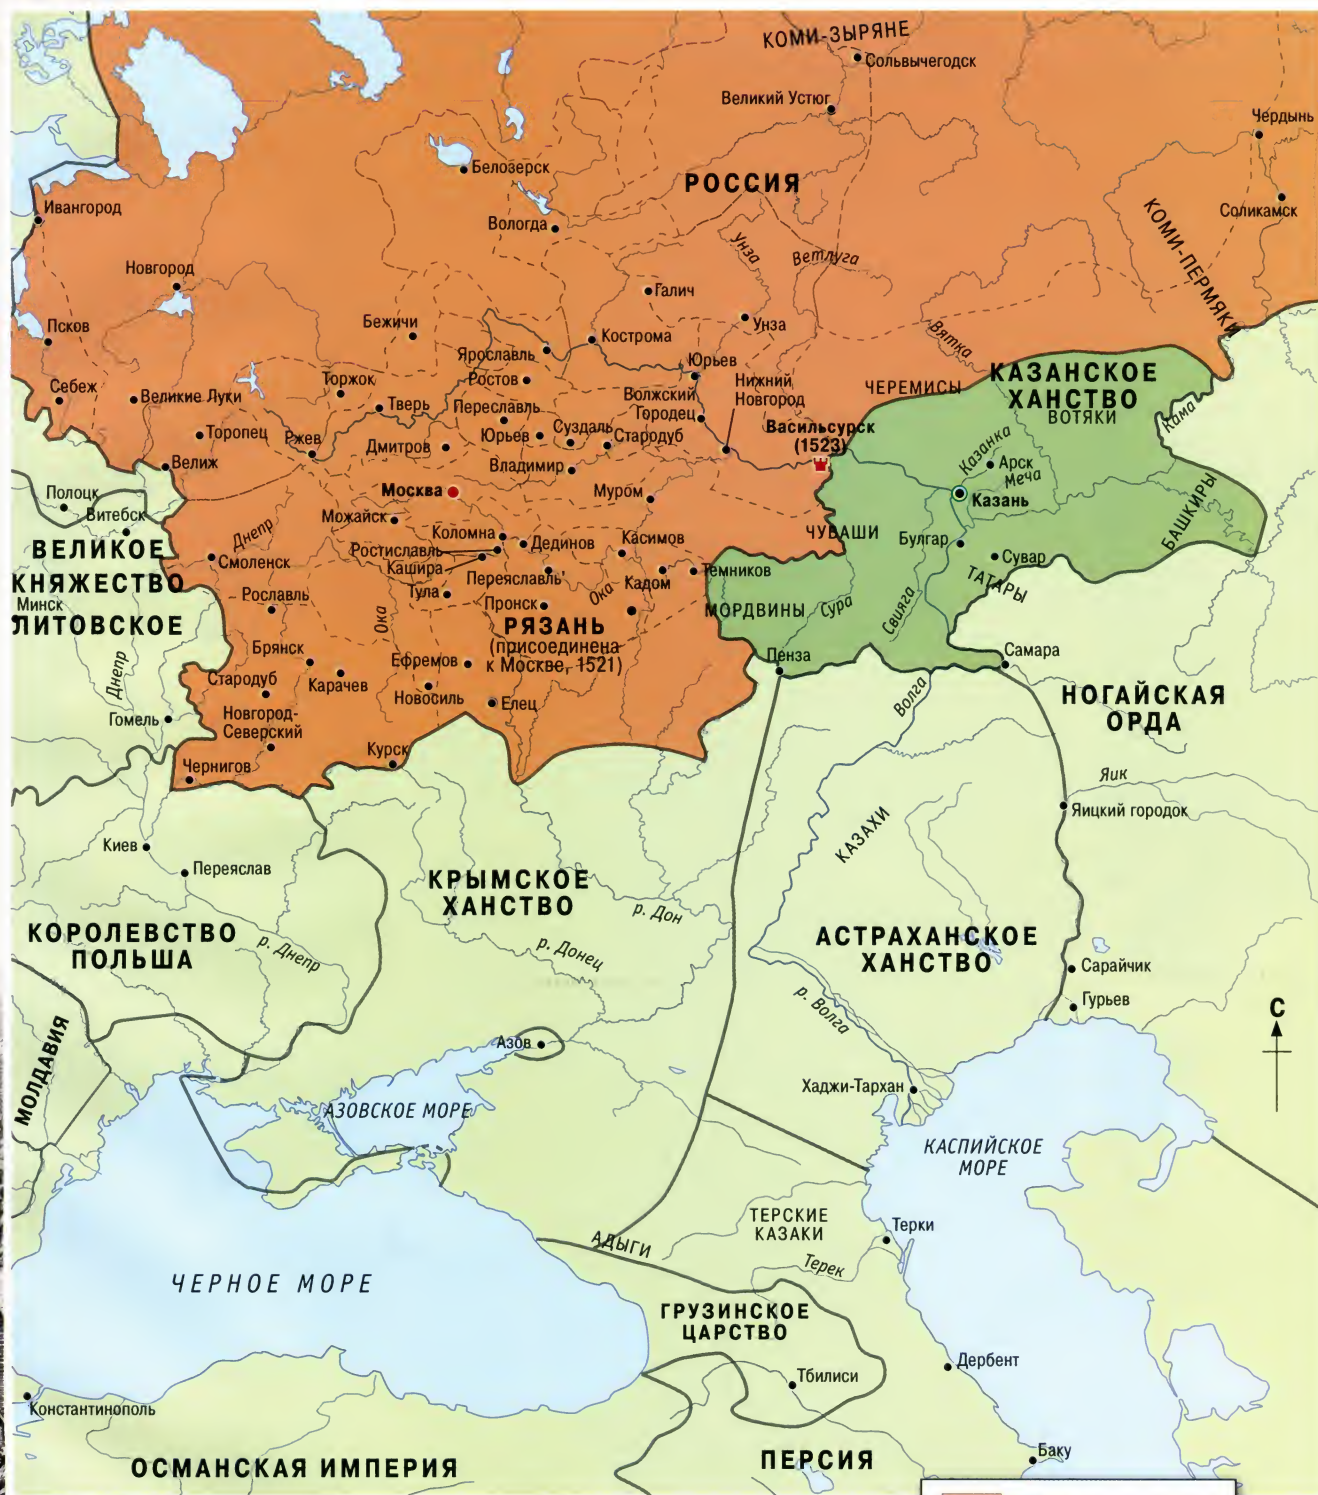 КОМИ-ЗЫРЯНЕ
Сольвычегодск
Великий Устюг
Чердынь
Белозерск
РОССИЯ
Соликамск
Ивангород
Вологда
КОМИ-ПЕРМЯКИ
Унза
Ветлуга
Новгород
Галич
Псков
Бежичи
Унза
Кострома
Вятка
Ярославль
Юрьев
КАЗАНСКОЕ
ХАНСТВО
Себеж
Торжок
Ростов
Нижний
Новгород
ЧЕРЕМИСЫ
Великие Луки
Тверь
Переславль
Волжский
Городец
ВОТЯКИ
Кама
Торопец
Ржев
Дмитров
Юрьев
Суздаль
Стародуб
Васильсурск
(1523)
Казанка
Велиж
Владимир
Арск
Меча
Полоцк
Москва
Муром
Казань
Витебск
Можайск
БАШКИРЫ
Днепр
Коломна
Дединов
Касимов
ЧУВАШИ
Булгар
ВЕЛИКОЕ
КНЯЖЕСТВО
ЛИТОВСКОЕ
Ростиславль
Кашира
Сувар
Смоленск
Переяславль
Кадом
Темников
ТАТАРЫ
Минск
Рославль
Тула
Ока
Пронск
Ока
МОРДВИНЫ
Сура
Свияга
РЯЗАНЬ
(присоединена
к Москве, 1521)
Днепр
Брянск
Ефремов
Пенза
Самара
Стародуб
Карачев
Новосиль
Елец
Волга
НОГАЙСКАЯ
ОРДА
Гомель
Новгород-
Северский
Курск
Чернигов
Яик
Яицкий городок
Киев
КАЗАХИ
Переяслав
КРЫМСКОЕ
ХАНСТВО
р. Дон
КОРОЛЕВСТВО
ПОЛЬША
р. Днепр
р. Донец
АСТРАХАНСКОЕ
ХАНСТВО
Сарайчик
р. Волга
Гурьев
С
МОЛДАВИЯ
Азов
Хаджи-Тархан
АЗОВСКОЕ МОРЕ
КАСПИЙСКОЕ
МОРЕ
ТЕРСКИЕ
КАЗАКИ
Терки
АДЫГИ
Терек
ЧЕРНОЕ МОРЕ
ГРУЗИНСКОЕ
ЦАРСТВО
Дербент
Тбилиси
Константинополь
Баку
ОСМАНСКАЯ ИМПЕРИЯ
ПЕРСИЯ